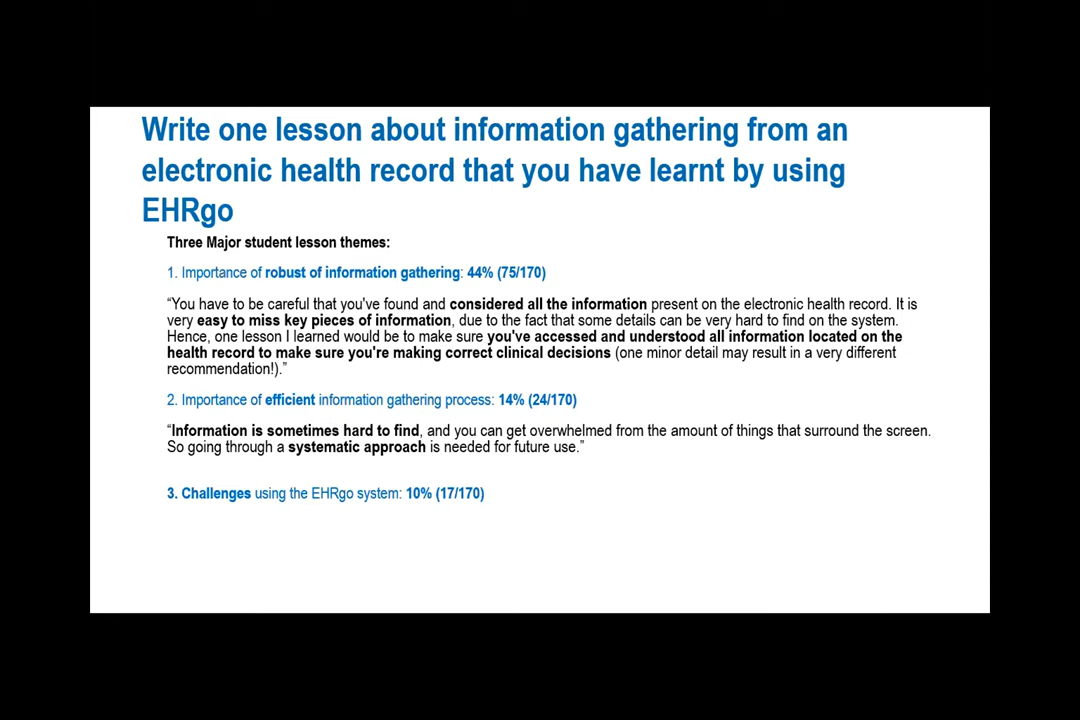 Write one lesson about information gathering from an
electronic health record that you have learnt by using
EHRgo
Three Major student lesson themes:
1. Importance of robust of information gathering: 44% (75/170)
“You have to be careful that you've found and considered all the information present on the electronic health record. It is
very easy to miss key pieces of information, due to the fact that some details can be very hard to find on the system.
Hence, one lesson I learned would be to make sure you've accessed and understood all information located on the
health record to make sure you're making correct clinical decisions (one minor detail may result in a very different
recommendation!).”
2. Importance of efficient information gathering process: 14% (24/170)
“Information is sometimes hard to find, and you can get overwhelmed from the amount of things that surround the screen.
So going through a systematic approach is needed for future use.”
3. Challenges using the EHRgo system: 10% (17/170)